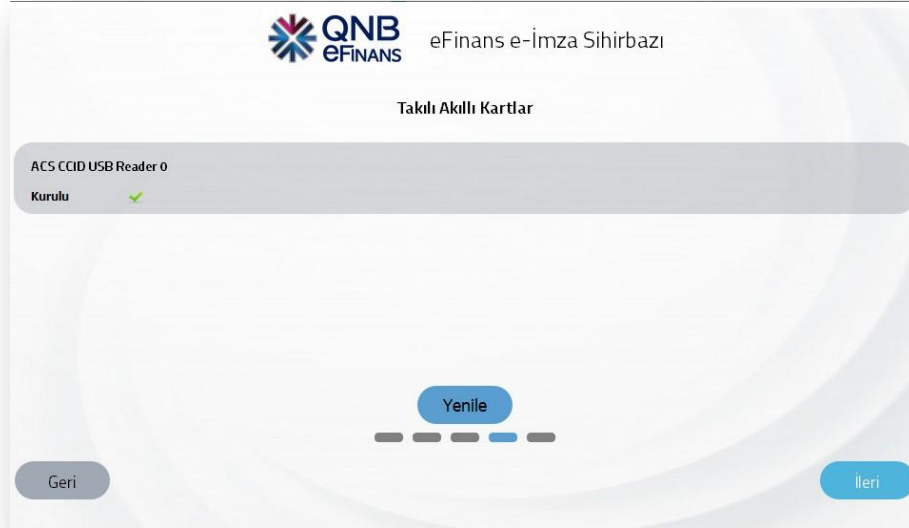 QNB
eFINANS
eFinans e-İmza Sihirbazı
Takılı Akıllı Kartlar
ACS CCID USB Reader 0
Kurulu
Yenile
Geri
İleri